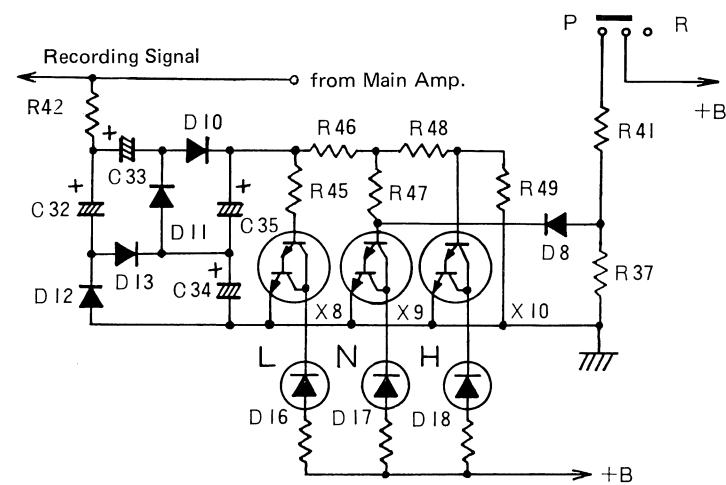 P R
Recording Signal
from Main Amp.
+B
R42
+
D10
R46
R48
R41
C33
+
+
R45
R47
R49
C32
C35
D11
D8
+
D13
R37
D12
C34
X8
X9
X10
L
N
H
D16
D17
D18
+B